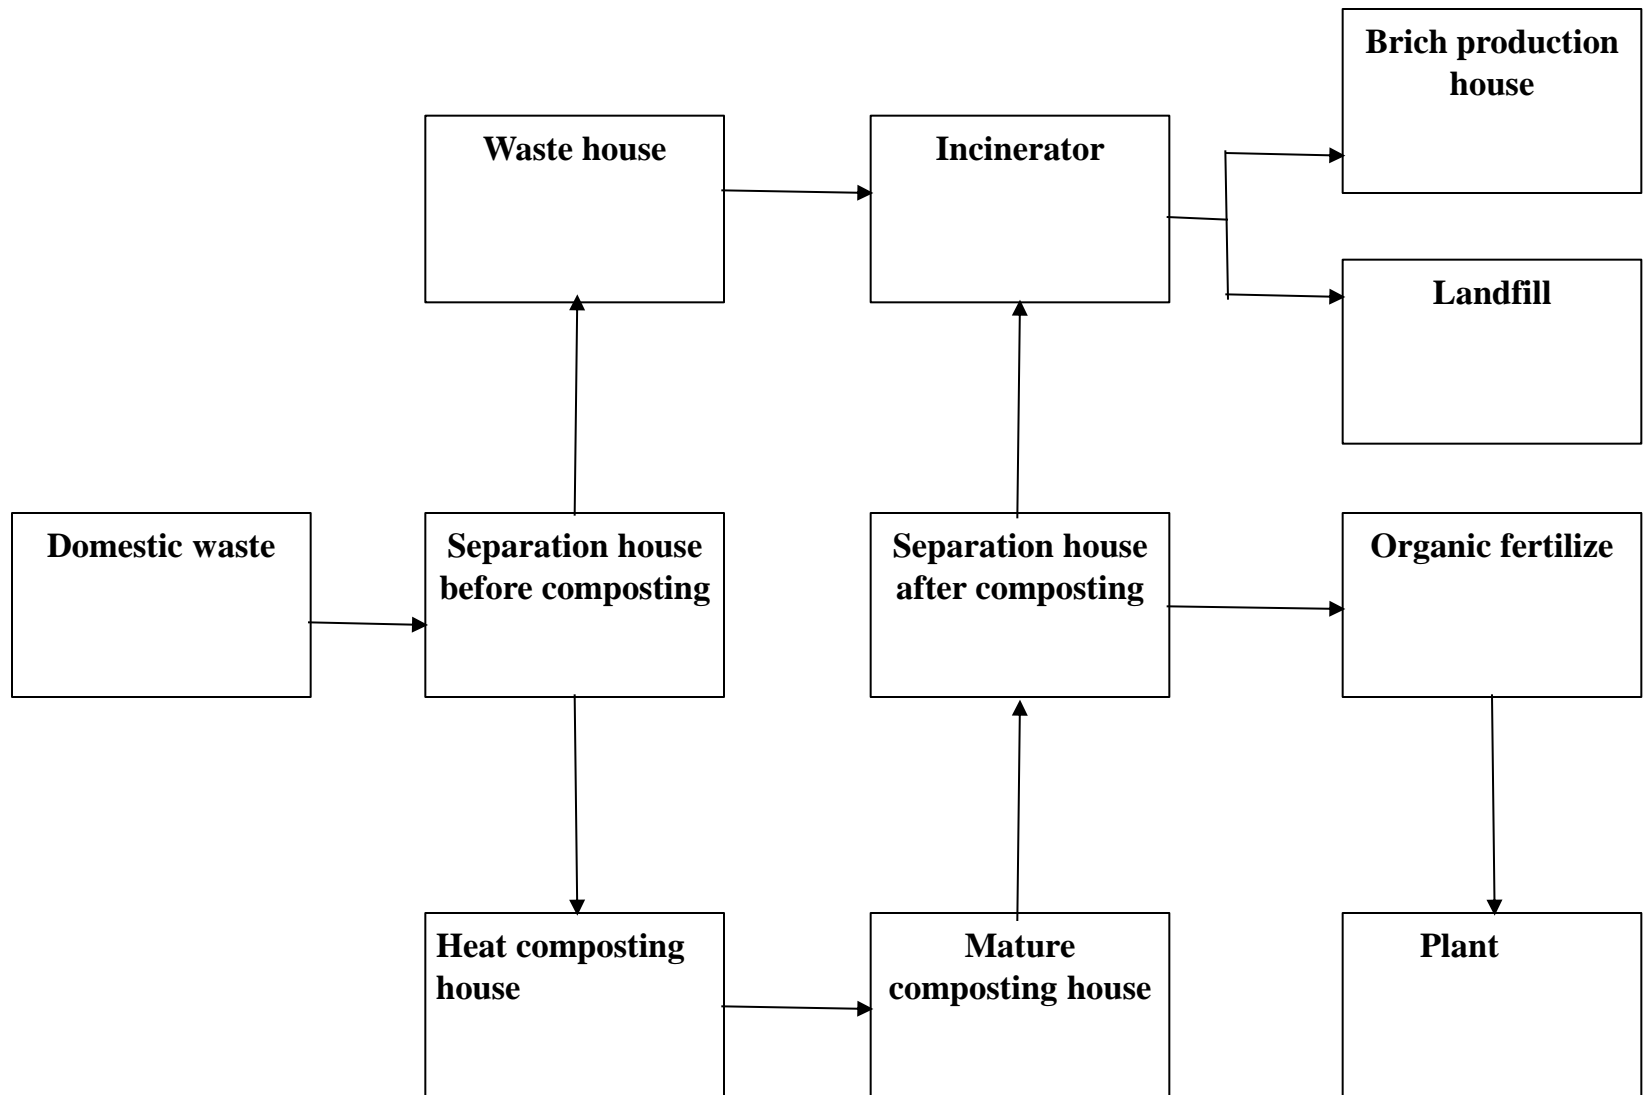 Brich production
house
Waste house
Incinerator
Landfill
Domestic waste
Separation house
before composting
Separation house
after composting
Organic fertilize
Heat composting
house
Mature
composting house
Plant